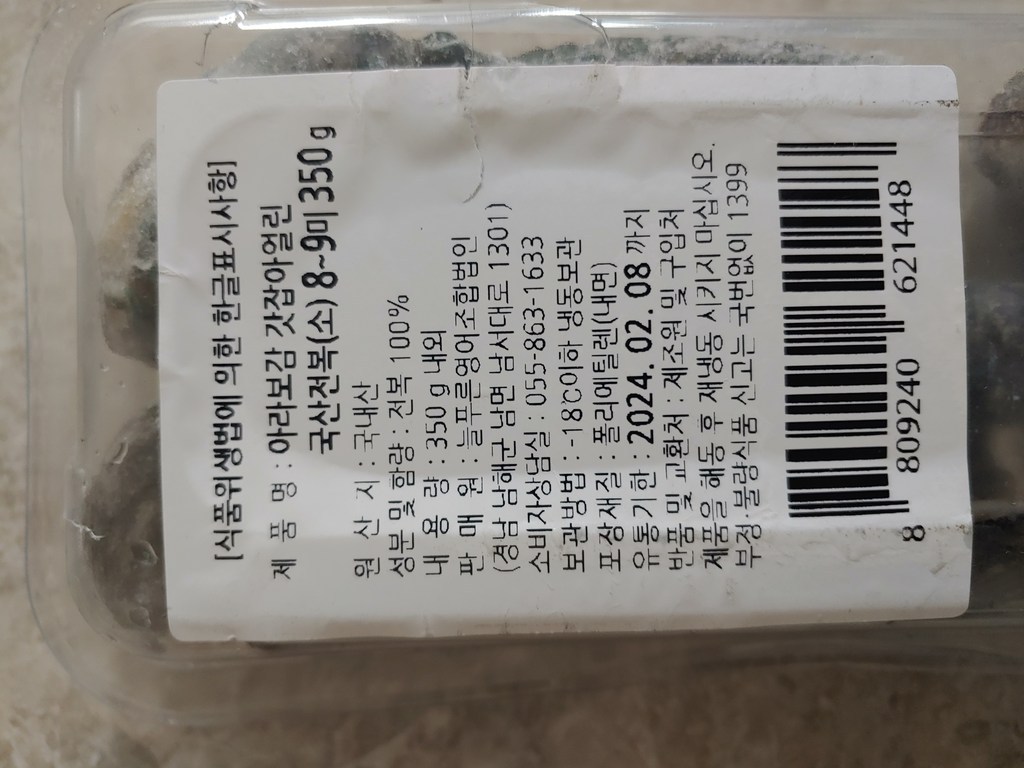 [식품위생법에 의한 한글표시사항]
제 품 명 : 아라보감 갓잡아얼린
국산전복(소) 8~9미 350g
원 산 지 : 국내산
성분 및 함량 : 전복 100%
내 용 량 : 350g 내외
판 매 원 : 늘푸른영어조합법인
(경남 남해군 남면 남서대로 1301)
소비자상담실 : 055-863-1633
보관방법 : -18℃이하 냉동보관
포장재질 : 폴리에틸렌(내면)
유통기한 : 2024. 02. 08 까지
반품 및 교환처 : 제조원 및 구입처
제품을 해동 후 재냉동 시키지 마십시오.
부정·불량식품 신고는 국번없이 1399
8 809240 621448